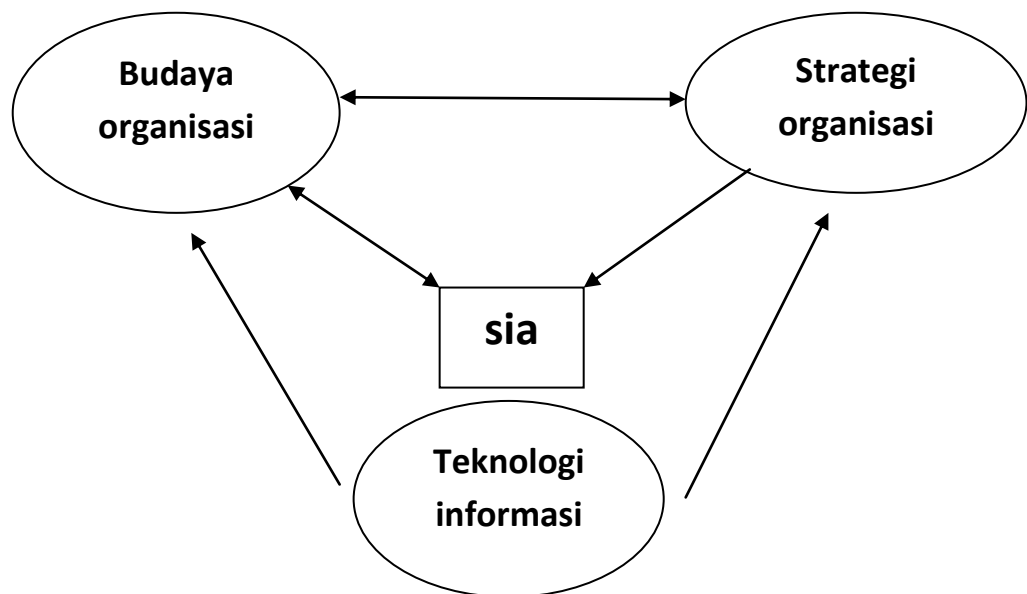 Budaya
organisasi
Strategi
organisasi
sia
Teknologi
informasi